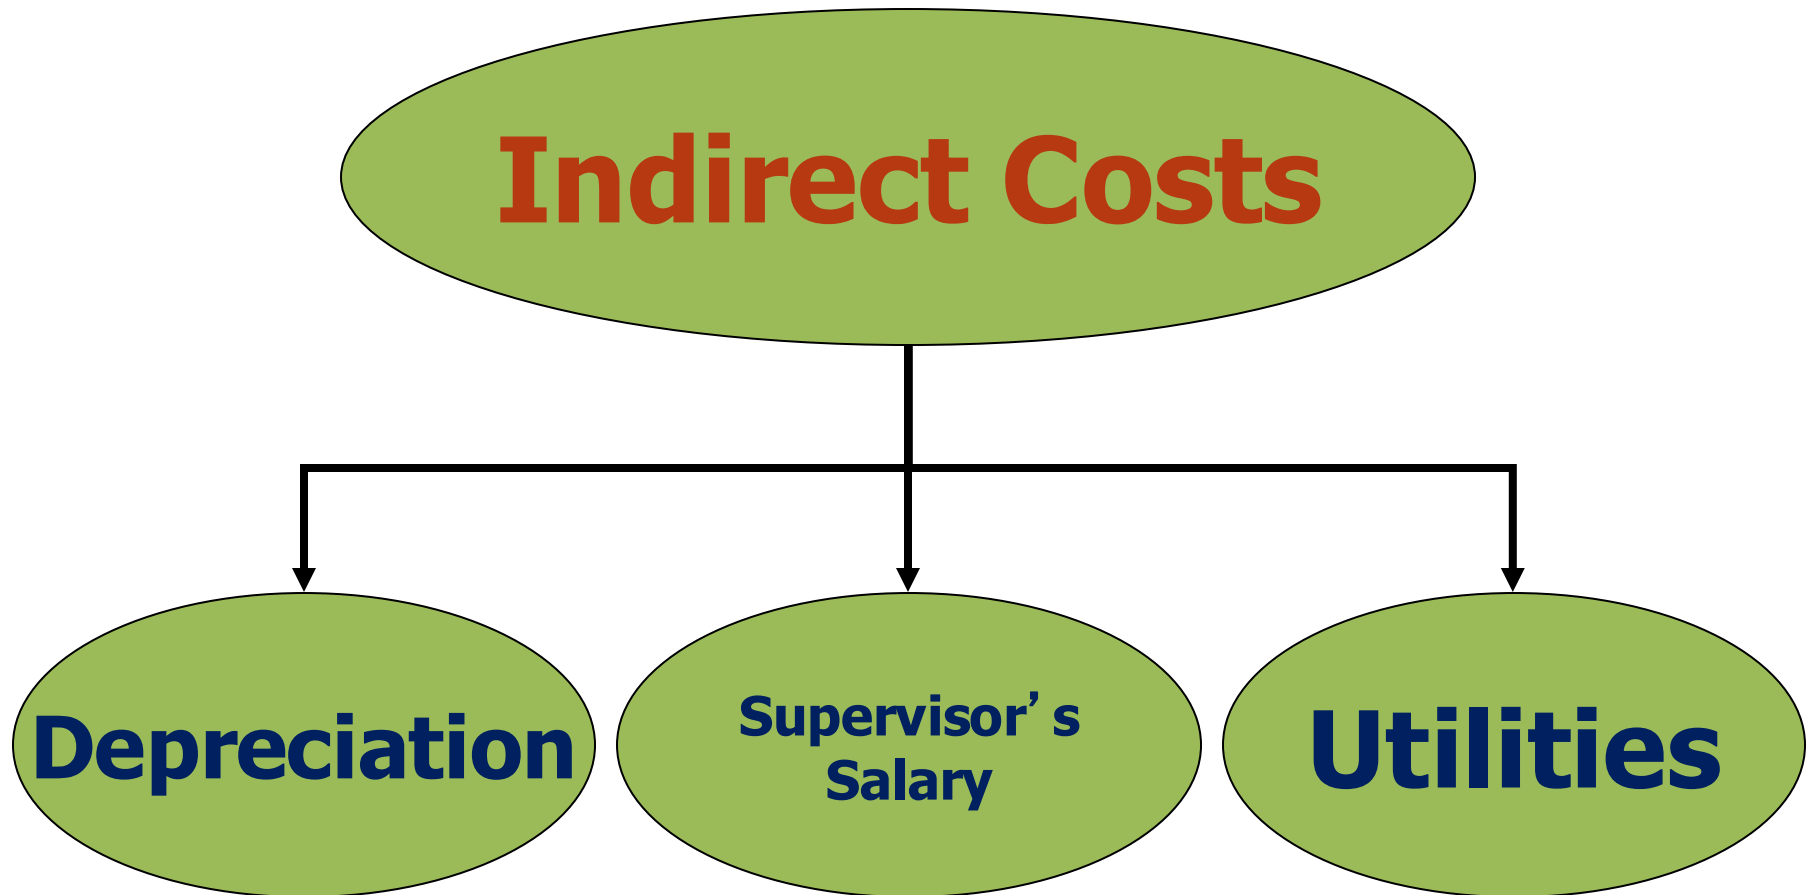 Indirect Costs
Depreciation
Supervisor’s
Salary
Utilities